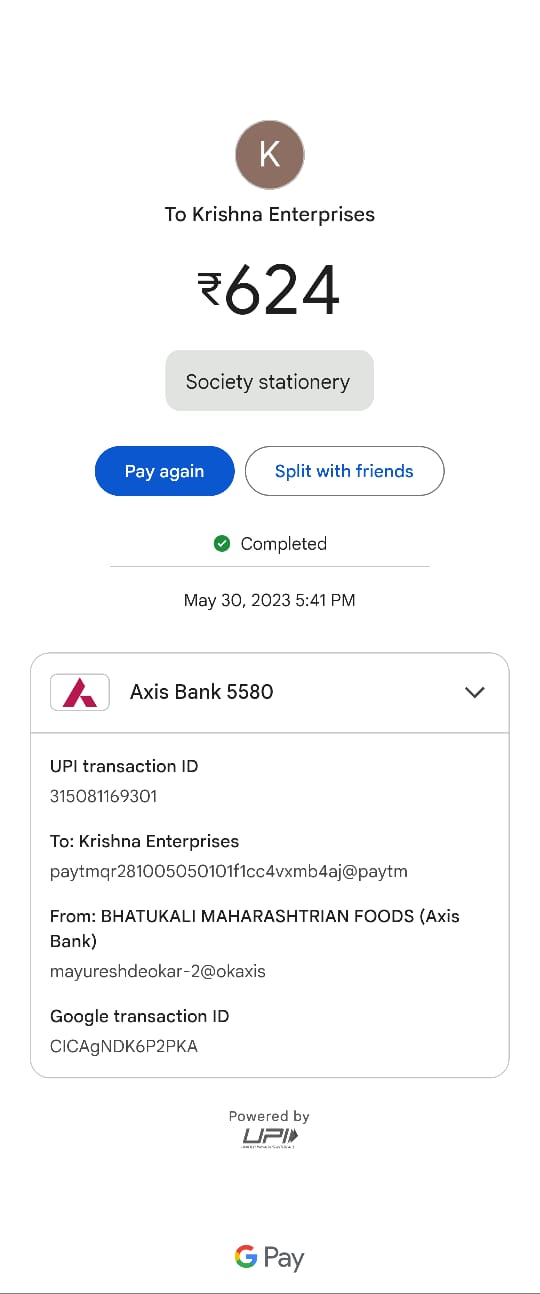 K
To Krishna Enterprises
₹624
Society stationery
Pay again
Split with friends
Completed
May 30, 2023 5:41 PM
Axis Bank 5580
UPI transaction ID
315081169301
To: Krishna Enterprises
paytmqr281005050101f1cc4vxmb4aj@paytm
From: BHATUKALI MAHARASHTRIAN FOODS (Axis
Bank)
mayureshdeokar-2@okaxis
Google transaction ID
CICAgNDK6P2PKA
Powered by
UPI
G Pay